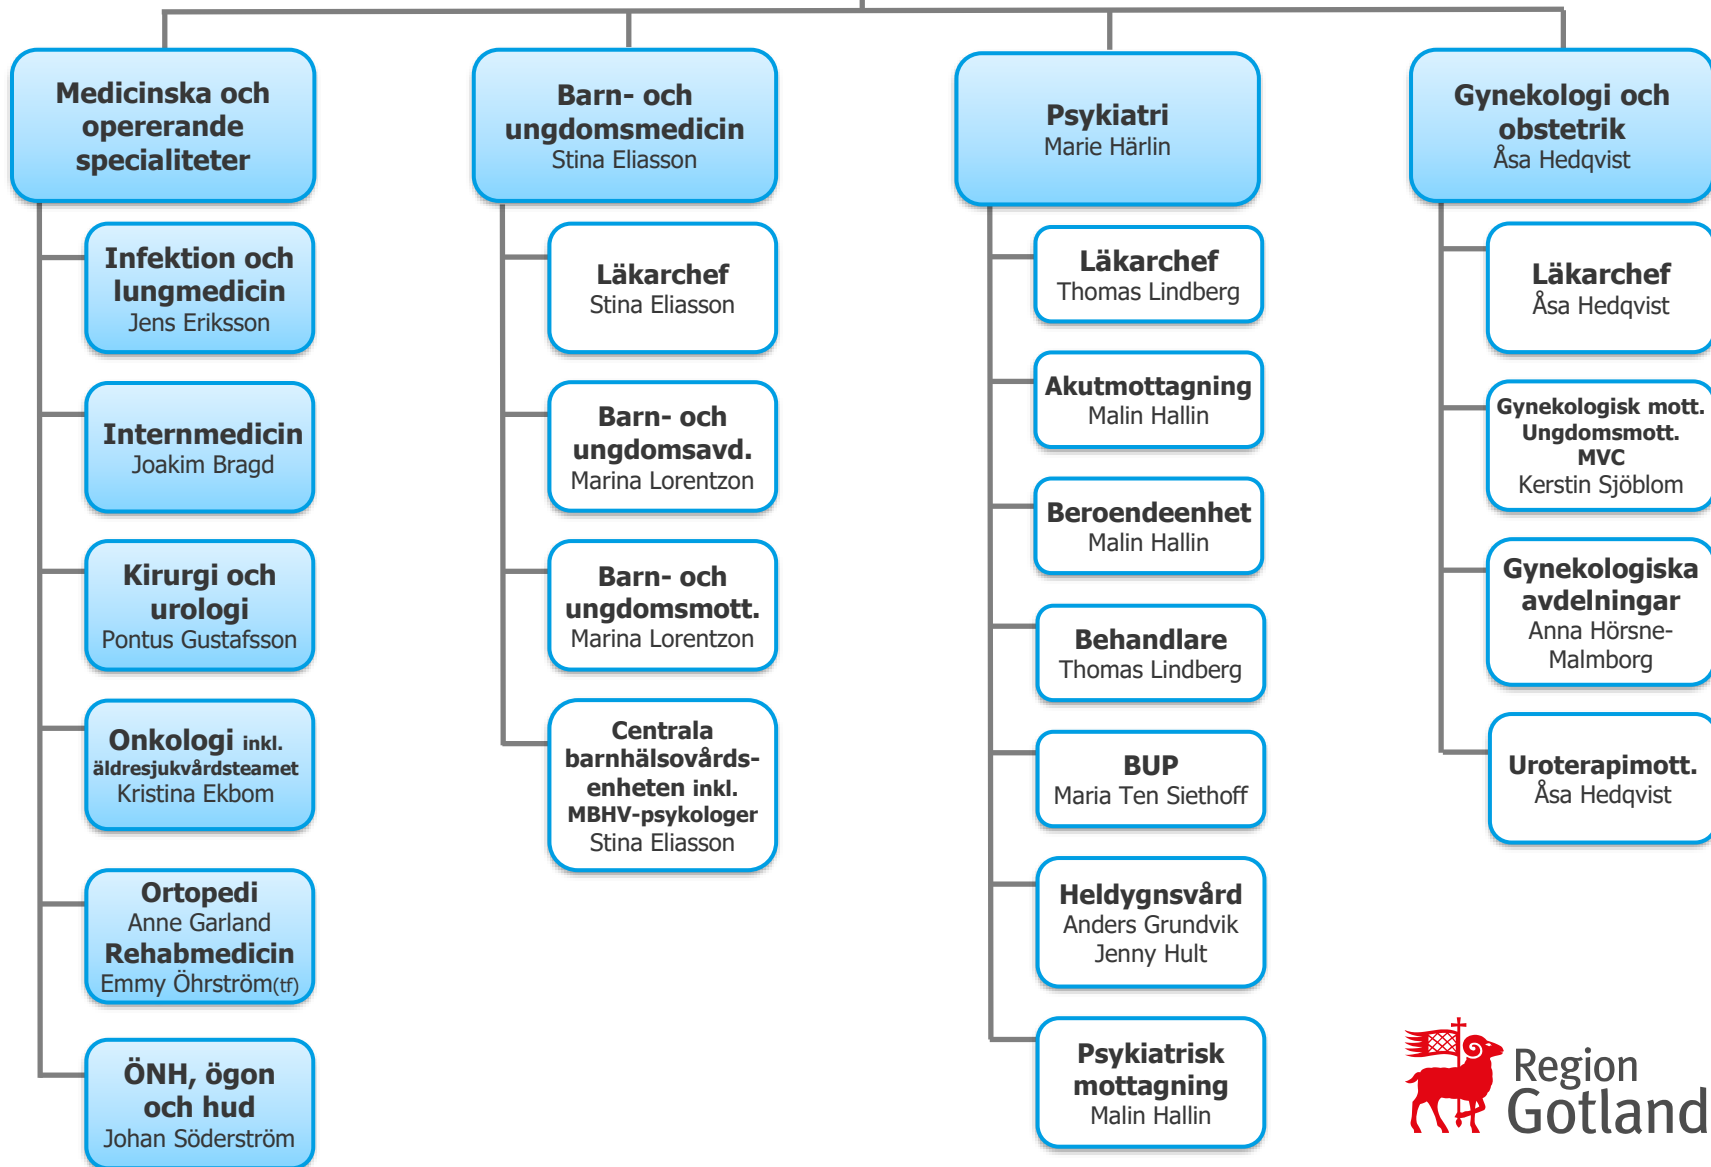 Medicinska och
opererande
specialiteter
Infektion och
lungmedicin
Jens Eriksson
Internmedicin
Joakim Bragd
Kirurgi och
urologi
Pontus Gustafsson
Onkologi inkl.
äldresjukvårdsteamet
Kristina Ekbom
Ortopedi
Anne Garland
Rehabmedicin
Emmy Öhrström(tf)
ÖNH, ögon
och hud
Johan Söderström
Barn- och
ungdomsmedicin
Stina Eliasson
Läkarchef
Stina Eliasson
Barn- och
ungdomsavd.
Marina Lorentzon
Barn- och
ungdomsmott.
Marina Lorentzon
Centrala
barnhälsovårds-
enheten inkl.
MBHV-psykologer
Stina Eliasson
Psykiatri
Marie Härlin
Läkarchef
Thomas Lindberg
Akutmottagning
Malin Hallin
Beroendeenhet
Malin Hallin
Behandlare
Thomas Lindberg
BUP
Maria Ten Siethoff
Heldygnsvård
Anders Grundvik
Jenny Hult
Psykiatrisk
mottagning
Malin Hallin
Gynekologi och
obstetrik
Åsa Hedqvist
Läkarchef
Åsa Hedqvist
Gynekologisk mott.
Ungdomsmott.
MVC
Kerstin Sjöblom
Gynekologiska
avdelningar
Anna Hörsne-
Malmborg
Uroterapimott.
Åsa Hedqvist
Region
Gotland